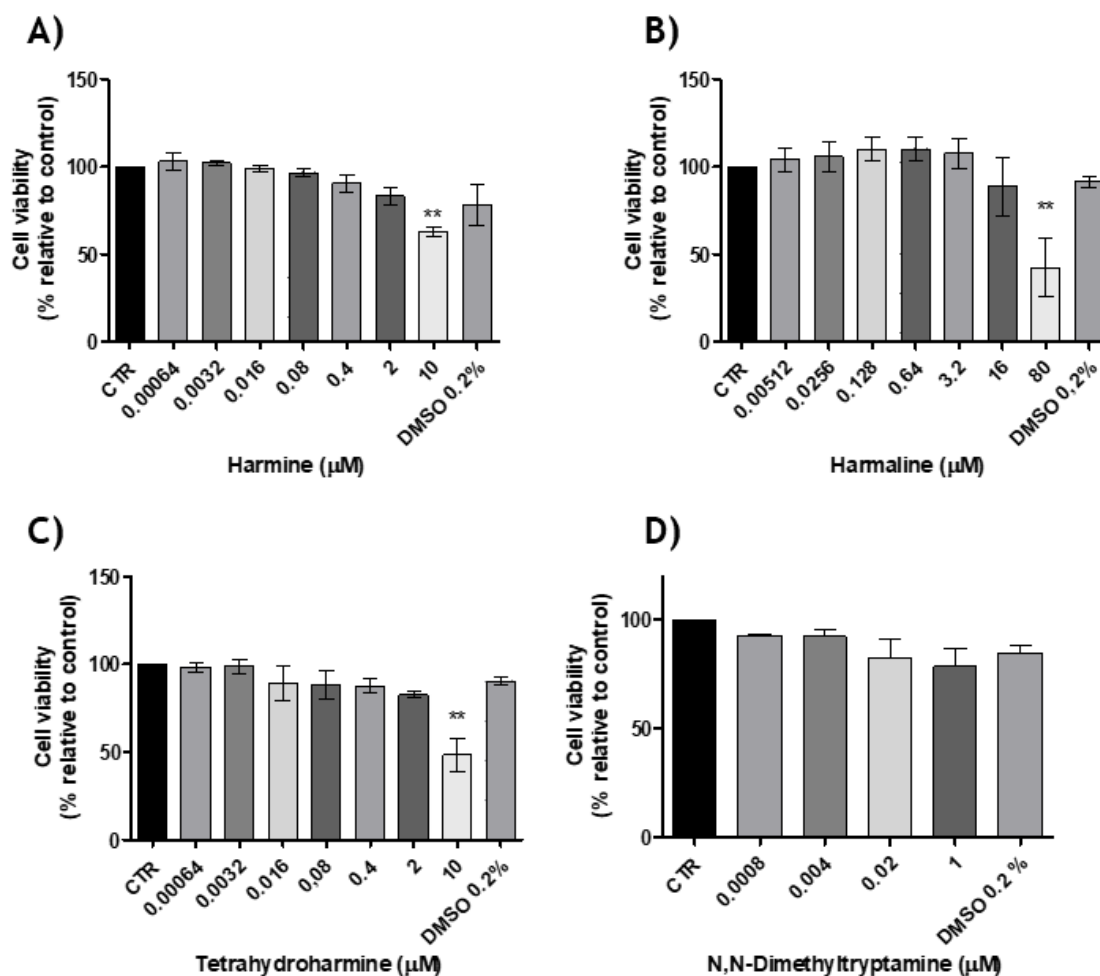 A)
Cell viability
(% relative to control)
150
100
50
0
**
CTR
0.00064
0.0032
0.016
0.08
0.4
2
10
DMSO 0.2%
Harmine (µM)
B)
Cell viability
(% relative to control)
150
100
50
0
**
CTR
0.00512
0.0256
0.128
0.64
3.2
16
80
DMSO 0,2%
Harmaline (µM)
C)
Cell viability
(% relative to control)
150
100
50
0
**
CTR
0.00064
0.0032
0.016
0,08
0.4
2
10
DMSO 0.2%
Tetrahydroharmine (µM)
D)
Cell viability
(% relative to control)
100
50
0
CTR
0.0008
0.004
0.02
1
DMSO 0.2 %
N,N-Dimethyltryptamine (µM)